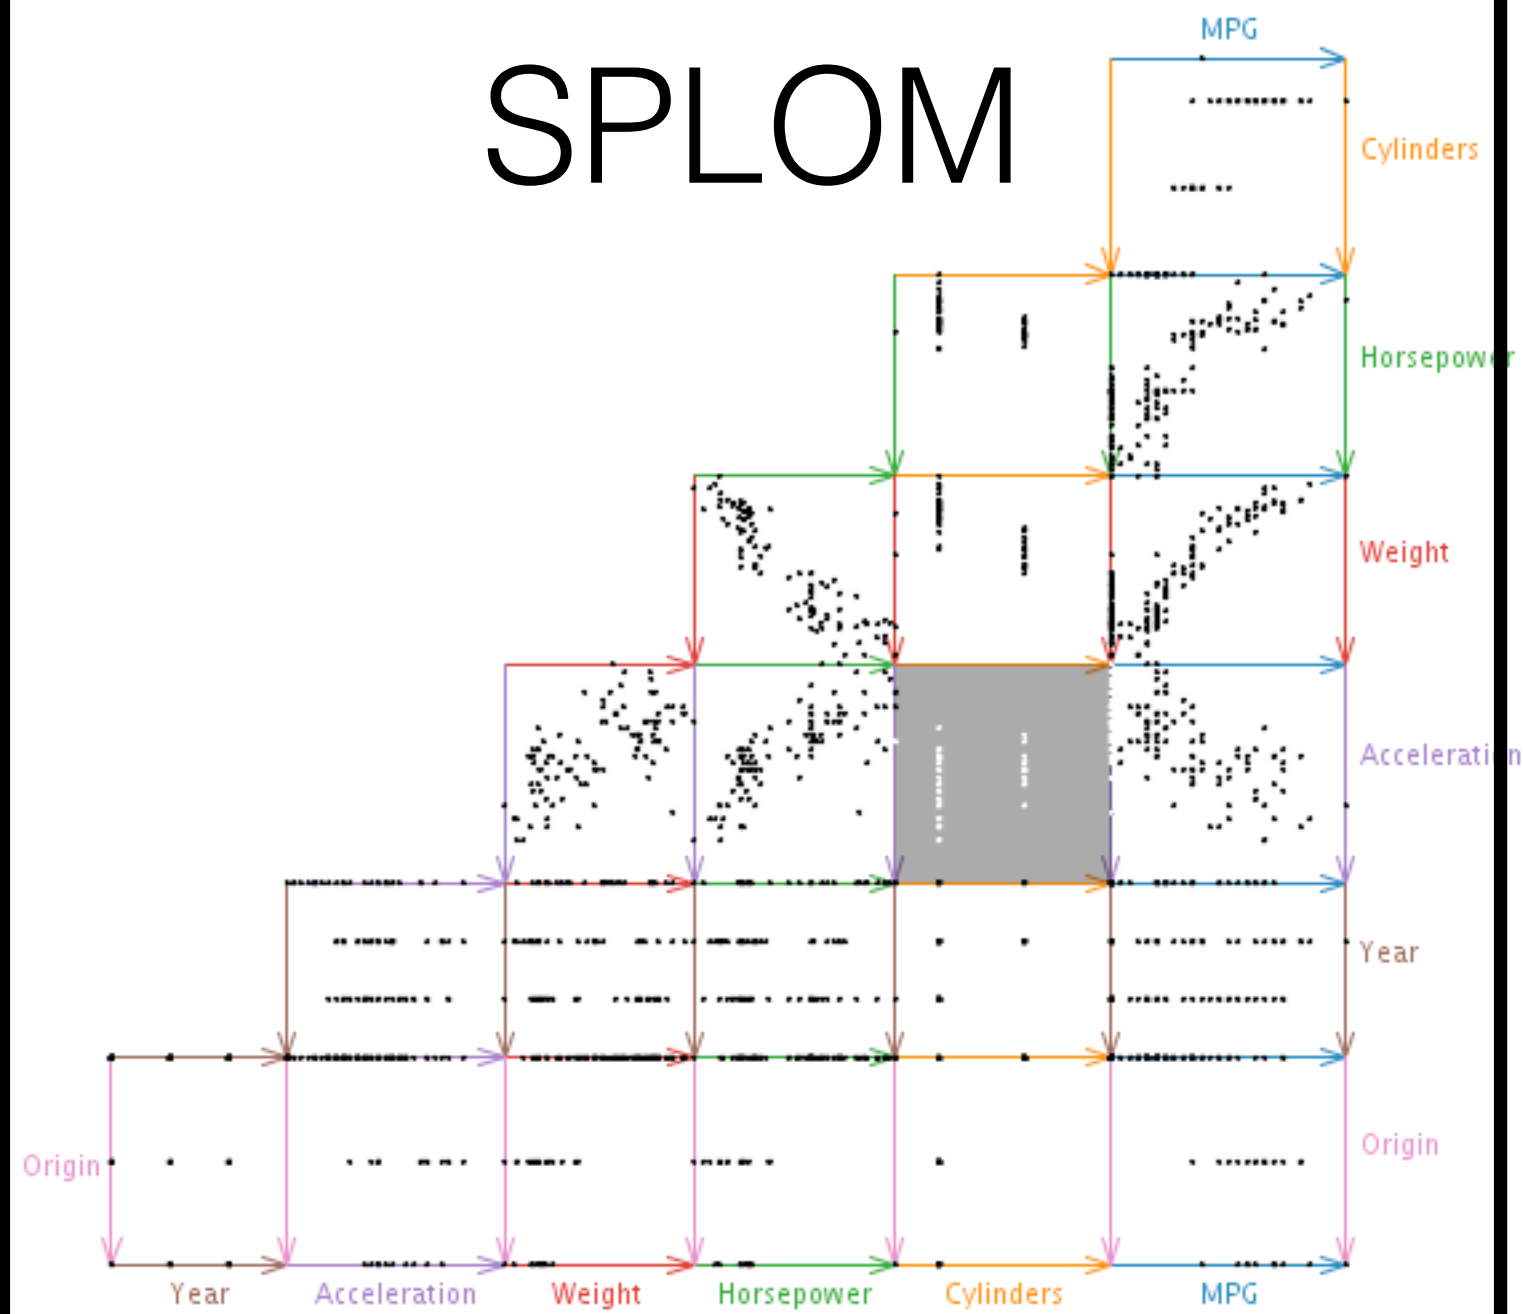 MPG
SPLOM
Cylinders
Horsepower
Weight
Acceleration
Year
Origin
Origin
Year
Acceleration
Weight
Horsepower
Cylinders
MPG